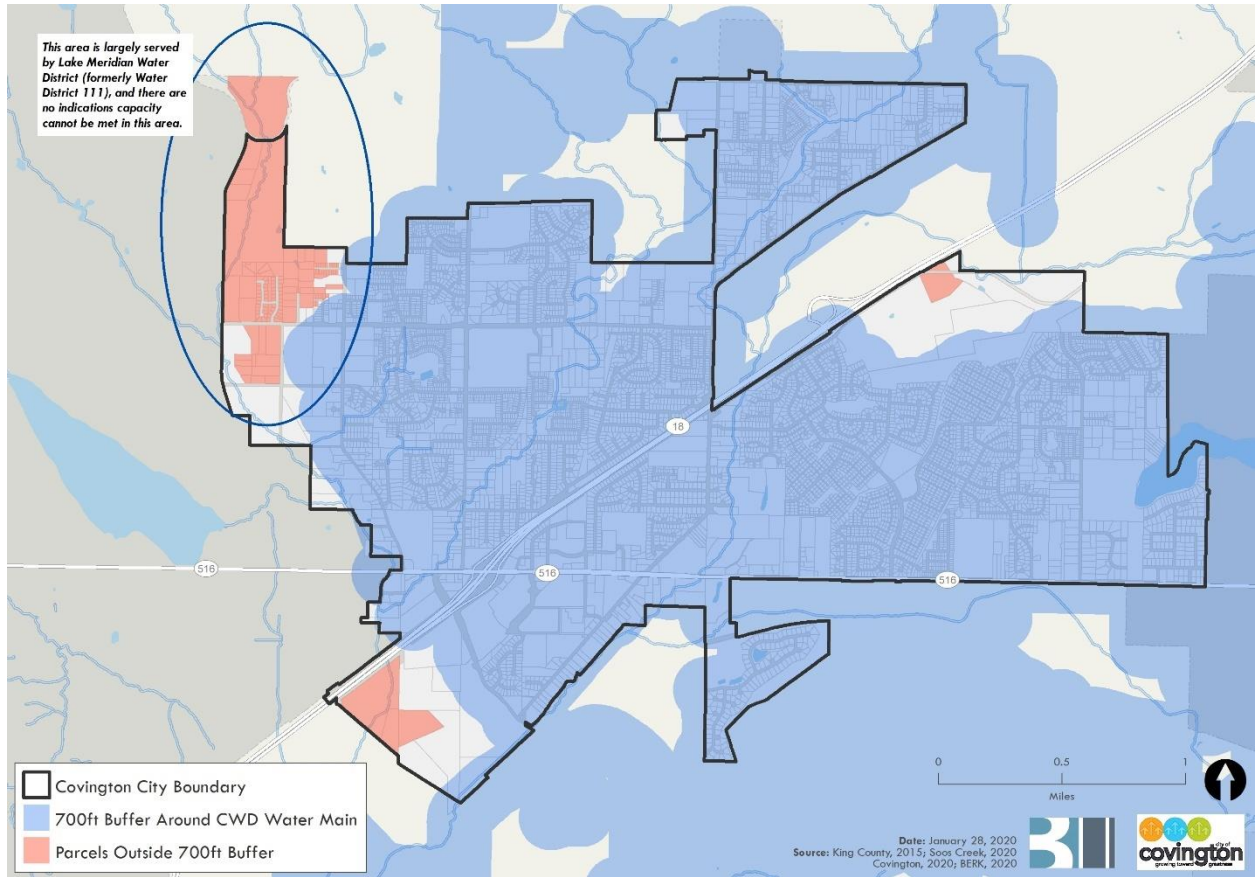 This area is largely served
by Lake Meridian Water
District (formerly Water
District 111), and there are
no indications capacity
cannot be met in this area.
18
516
516
516
Covington City Boundary
700ft Buffer Around CWD Water Main
Parcels Outside 700ft Buffer
0
0.5
1
Miles
Date: January 28, 2020
Source: King County, 2015; Soos Creek, 2020
Covington, 2020; BERK, 2020
city of
covington
growing toward greatness